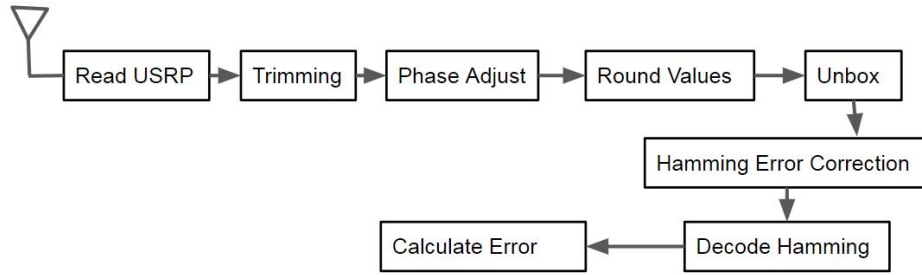 Read USRP
Trimming
Phase Adjust
Round Values
Unbox
Hamming Error Correction
Decode Hamming
Calculate Error